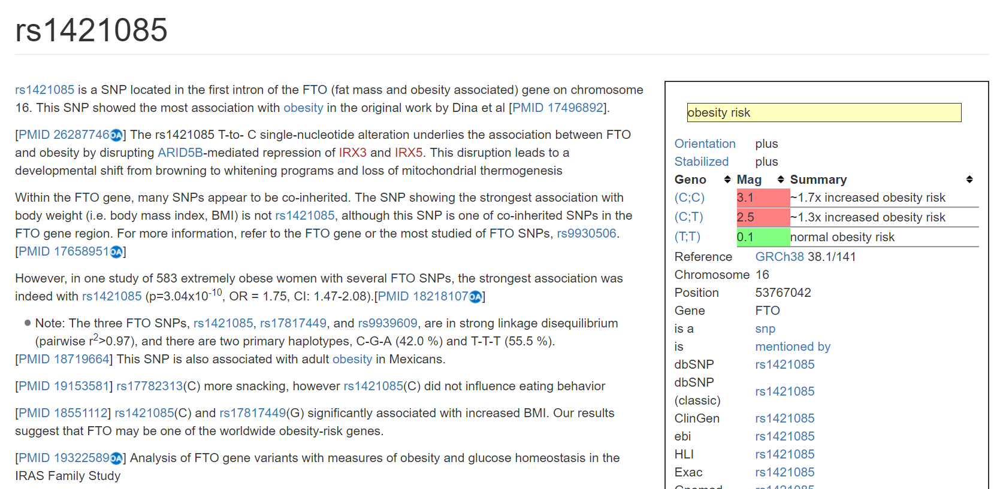 rs1421085
rs1421085 is a SNP located in the first intron of the FTO (fat mass and obesity associated) gene on chromosome
16. This SNP showed the most association with obesity in the original work by Dina et al [PMID 17496892].
[PMID 26287746OA] The rs1421085 T-to- C single-nucleotide alteration underlies the association between FTO
and obesity by disrupting ARID5B-mediated repression of IRX3 and IRX5. This disruption leads to a
developmental shift from browning to whitening programs and loss of mitochondrial thermogenesis
Within the FTO gene, many SNPs appear to be co-inherited. The SNP showing the strongest association with
body weight (i.e. body mass index, BMI) is not rs1421085, although this SNP is one of co-inherited SNPs in the
FTO gene region. For more information, refer to the FTO gene or the most studied of FTO SNPs, rs9930506.
[PMID 17658951OA]
However, in one study of 583 extremely obese women with several FTO SNPs, the strongest association was
indeed with rs1421085 (p=3.04x10-10, OR = 1.75, CI: 1.47-2.08).[PMID 18218107OA]
• Note: The three FTO SNPs, rs1421085, rs17817449, and rs9939609, are in strong linkage disequilibrium
(pairwise r2>0.97), and there are two primary haplotypes, C-G-A (42.0 %) and T-T-T (55.5 %).
[PMID 18719664] This SNP is also associated with adult obesity in Mexicans.
[PMID 19153581] rs17782313(C) more snacking, however rs1421085(C) did not influence eating behavior
[PMID 18551112] rs1421085(C) and rs17817449(G) significantly associated with increased BMI. Our results
suggest that FTO may be one of the worldwide obesity-risk genes.
[PMID 19322589OA] Analysis of FTO gene variants with measures of obesity and glucose homeostasis in the
IRAS Family Study
obesity risk
Orientation plus
Stabilized plus
Geno Mag Summary
(C;C) 3.1 ~1.7x increased obesity risk
(C;T) 2.5 ~1.3x increased obesity risk
(T;T) 0.1 normal obesity risk
Reference GRCh38 38.1/141
Chromosome 16
Position 53767042
Gene FTO
is a snp
is mentioned by
dbSNP rs1421085
dbSNP
(classic) rs1421085
ClinGen rs1421085
ebi rs1421085
HLI rs1421085
Exac rs1421085
Gnomad rs1421085